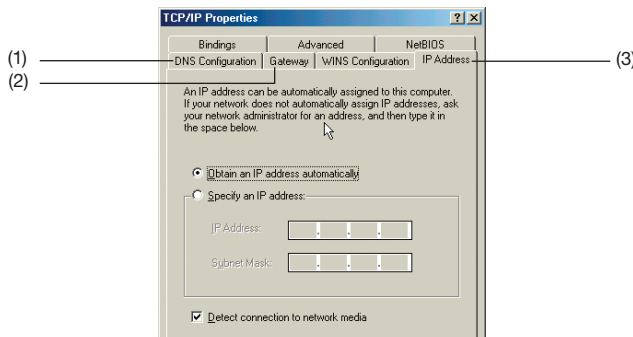 TCP/IP Properties
? X
Bindings Advanced NetBIOS
(1) DNS Configuration Gateway WINS Configuration IP Address (3)
(2)
An IP address can be automatically assigned to this computer.
If your network does not automatically assign IP addresses, ask
your network administrator for an address, and then type it in
the space below.
Obtain an IP address automatically
Specify an IP address:
IP Address:
. . .
Subnet Mask:
. . .
Detect connection to network media